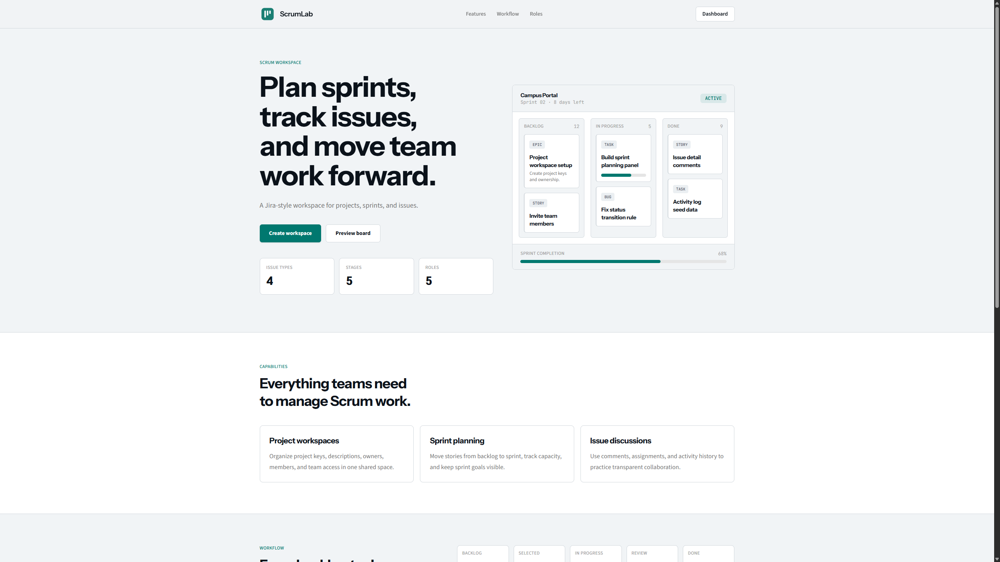 ScrumLab
Features
Workflow
Roles
Dashboard
SCRUM WORKSPACE
Plan sprints,
track issues,
and move team
work forward.
A Jira-style workspace for projects, sprints, and issues.
Create workspace
Preview board
ISSUE TYPES
4
STAGES
5
ROLES
5
Campus Portal
Sprint 02 · 8 days left
ACTIVE
BACKLOG 12
EPIC
Project
workspace setup
Create project keys
and ownership.
STORY
Invite team
members
IN PROGRESS 5
TASK
Build sprint
planning panel
BUG
Fix status
transition rule
DONE 9
STORY
Issue detail
comments
TASK
Activity log
seed data
SPRINT COMPLETION 68%
CAPABILITIES
Everything teams need
to manage Scrum work.
Project workspaces
Organize project keys, descriptions, owners,
members, and team access in one shared space.
Sprint planning
Move stories from backlog to sprint, track capacity,
and keep sprint goals visible.
Issue discussions
Use comments, assignments, and activity history to
practice transparent collaboration.
WORKFLOW
BACKLOG
SELECTED
IN PROGRESS
REVIEW
DONE